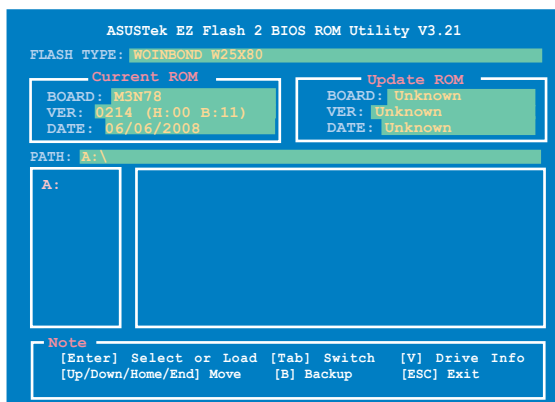 ASUSTek EZ Flash 2 BIOS ROM Utility V3.21
FLASH TYPE: WOINBOND W25X80
Current ROM
BOARD: M3N78
VER: 0214 (H:00 B:11)
DATE: 06/06/2008
Update ROM
BOARD: Unknown
VER: Unknown
DATE: Unknown
PATH: A:\
A:
Note
[Enter] Select or Load [Tab] Switch [V] Drive Info
[Up/Down/Home/End] Move [B] Backup [ESC] Exit